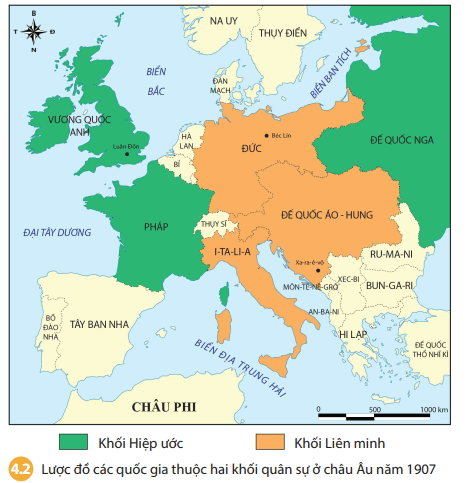 B
T
Đ
N
NA UY
THỤY ĐIỂN
BIỂN BAN TÍCH
BIỂN
BẮC
ĐAN
MẠCH
VƯƠNG QUỐC
ANH
Luân Đôn
HÀ
LAN
BỈ
Béc Lin
ĐỨC
ĐẾ QUỐC NGA
ĐẠI TÂY DƯƠNG
PHÁP
THỤY SĨ
ĐẾ QUỐC ÁO - HUNG
I-TA-LI-A
Xa-ra-ê-vô
RU-MA-NI
XEC-BI
MÔN-TÊ-NÊ-GRÔ
BUN-GA-RI
AN-BA-NI
BỒ
ĐÀO
NHA
TÂY BAN NHA
HI LẠP
ĐẾ QUỐC
THỔ NHĨ KÌ
BIỂN ĐỊA TRUNG HẢI
CHÂU PHI
0 500 1000 km
Khối Hiệp ước
Khối Liên minh
4.2 Lược đồ các quốc gia thuộc hai khối quân sự ở châu Âu năm 1907